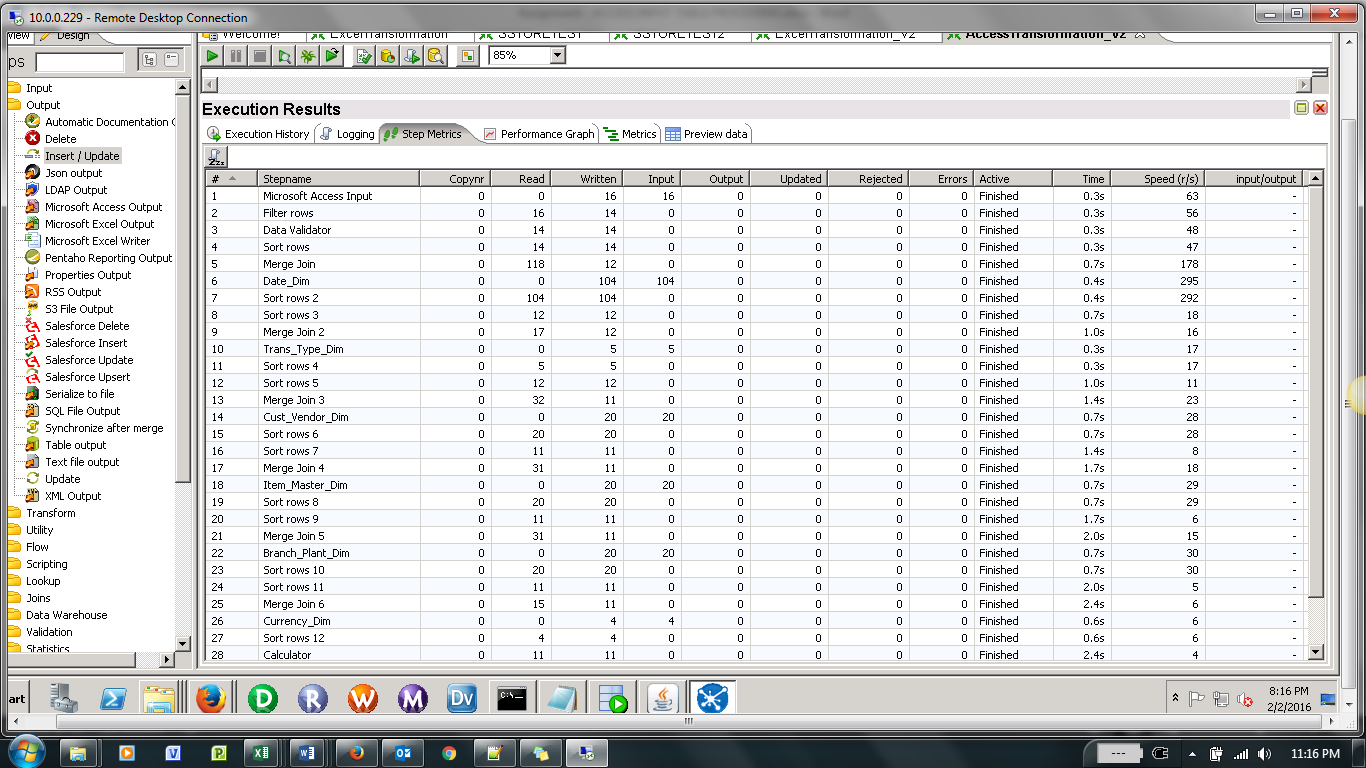 10.0.0.229 - Remote Desktop Connection
View Design
Welcome! ExcelTransformation SSTORETEST SSTORETEST2 ExcelTransformation_V2 AccessTransformation_V2
ps 85%
Input
Output
Automatic Documentation O
Delete
Insert / Update
Json output
LDAP Output
Microsoft Access Output
Microsoft Excel Output
Microsoft Excel Writer
Pentaho Reporting Output
Properties Output
RSS Output
S3 File Output
Salesforce Delete
Salesforce Insert
Salesforce Update
Salesforce Upsert
Serialize to file
SQL File Output
Synchronize after merge
Table output
Text file output
Update
XML Output
Transform
Utility
Flow
Scripting
Lookup
Joins
Data Warehouse
Validation
Statistics
Execution Results
Execution History Logging Step Metrics Performance Graph Metrics Preview data
# Stepname Copynr Read Written Input Output Updated Rejected Errors Active Time Speed (r/s) input/output
1 Microsoft Access Input 0 0 16 16 0 0 0 0 Finished 0.3s 63 -
2 Filter rows 0 16 14 0 0 0 0 0 Finished 0.3s 56 -
3 Data Validator 0 14 14 0 0 0 0 0 Finished 0.3s 48 -
4 Sort rows 0 14 14 0 0 0 0 0 Finished 0.3s 47 -
5 Merge Join 0 118 12 0 0 0 0 0 Finished 0.7s 178 -
6 Date_Dim 0 0 104 104 0 0 0 0 Finished 0.4s 295 -
7 Sort rows 2 0 104 104 0 0 0 0 0 Finished 0.4s 292 -
8 Sort rows 3 0 12 12 0 0 0 0 0 Finished 0.7s 18 -
9 Merge Join 2 0 17 12 0 0 0 0 0 Finished 1.0s 16 -
10 Trans_Type_Dim 0 0 5 5 0 0 0 0 Finished 0.3s 17 -
11 Sort rows 4 0 5 5 0 0 0 0 0 Finished 0.3s 17 -
12 Sort rows 5 0 12 12 0 0 0 0 0 Finished 1.0s 11 -
13 Merge Join 3 0 32 11 0 0 0 0 0 Finished 1.4s 23 -
14 Cust_Vendor_Dim 0 0 20 20 0 0 0 0 Finished 0.7s 28 -
15 Sort rows 6 0 20 20 0 0 0 0 0 Finished 0.7s 28 -
16 Sort rows 7 0 11 11 0 0 0 0 0 Finished 1.4s 8 -
17 Merge Join 4 0 31 11 0 0 0 0 0 Finished 1.7s 18 -
18 Item_Master_Dim 0 0 20 20 0 0 0 0 Finished 0.7s 29 -
19 Sort rows 8 0 20 20 0 0 0 0 0 Finished 0.7s 29 -
20 Sort rows 9 0 11 11 0 0 0 0 0 Finished 1.7s 6 -
21 Merge Join 5 0 31 11 0 0 0 0 0 Finished 2.0s 15 -
22 Branch_Plant_Dim 0 0 20 20 0 0 0 0 Finished 0.7s 30 -
23 Sort rows 10 0 20 20 0 0 0 0 0 Finished 0.7s 30 -
24 Sort rows 11 0 11 11 0 0 0 0 0 Finished 2.0s 5 -
25 Merge Join 6 0 15 11 0 0 0 0 0 Finished 2.4s 6 -
26 Currency_Dim 0 0 4 4 0 0 0 0 Finished 0.6s 6 -
27 Sort rows 12 0 4 4 0 0 0 0 0 Finished 0.6s 6 -
28 Calculator 0 11 11 0 0 0 0 0 Finished 2.4s 4 -
art D R W M Dv 8:16 PM
2/2/2016
11:16 PM